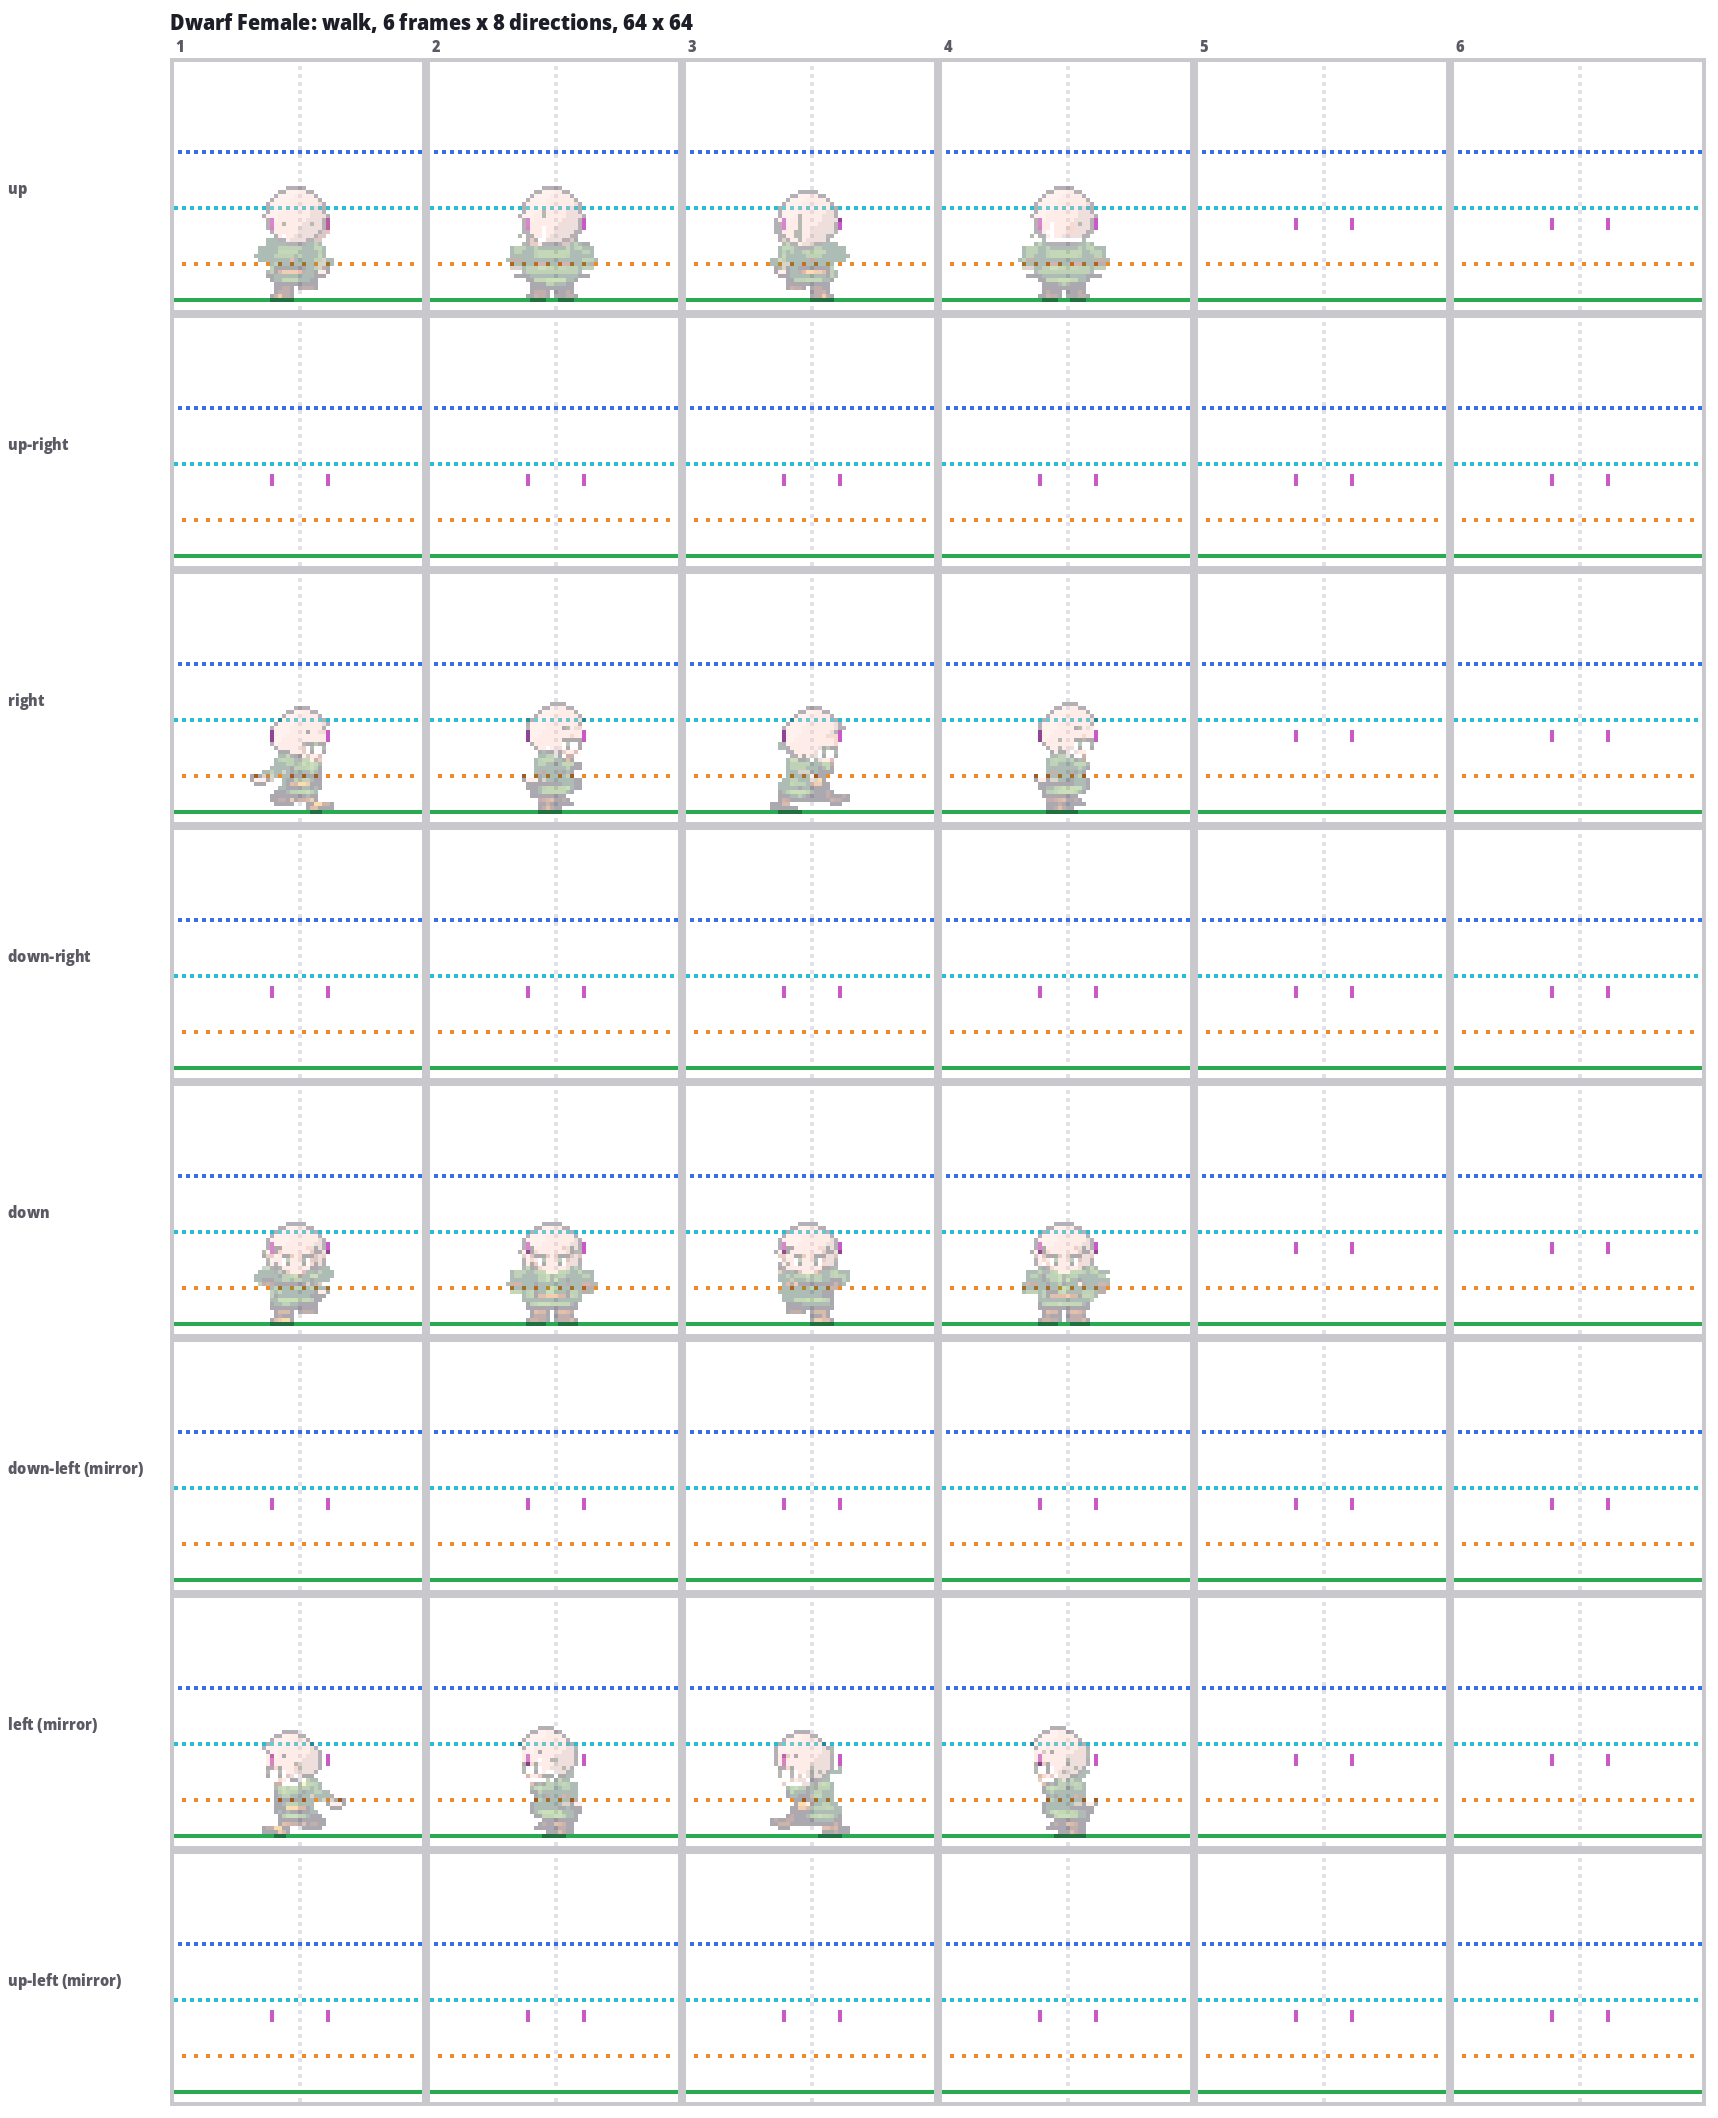 Dwarf Female: walk, 6 frames x 8 directions, 64 x 64
1 2 3 4 5 6
up
up-right
right
down-right
down
down-left (mirror)
left (mirror)
up-left (mirror)